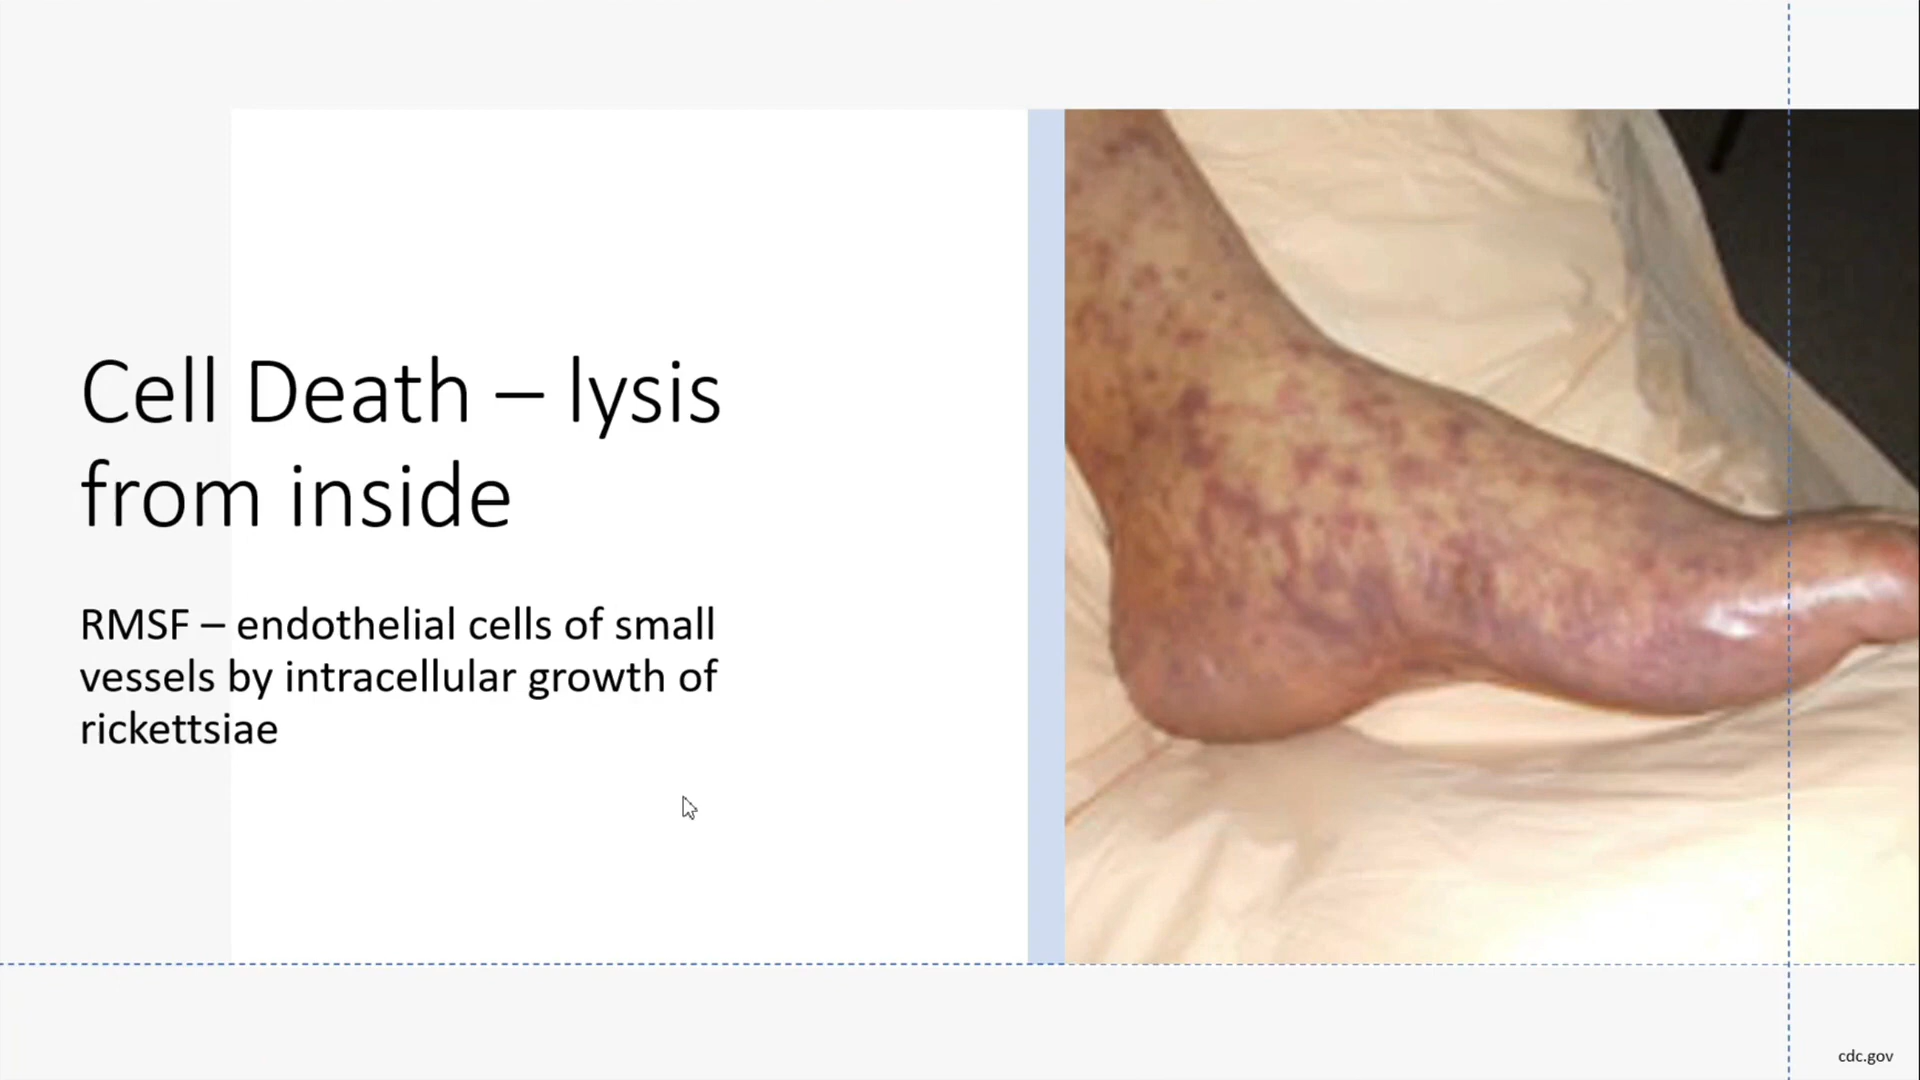 Cell Death – lysis
from inside
RMSF – endothelial cells of small
vessels by intracellular growth of
rickettsiae
cdc.gov